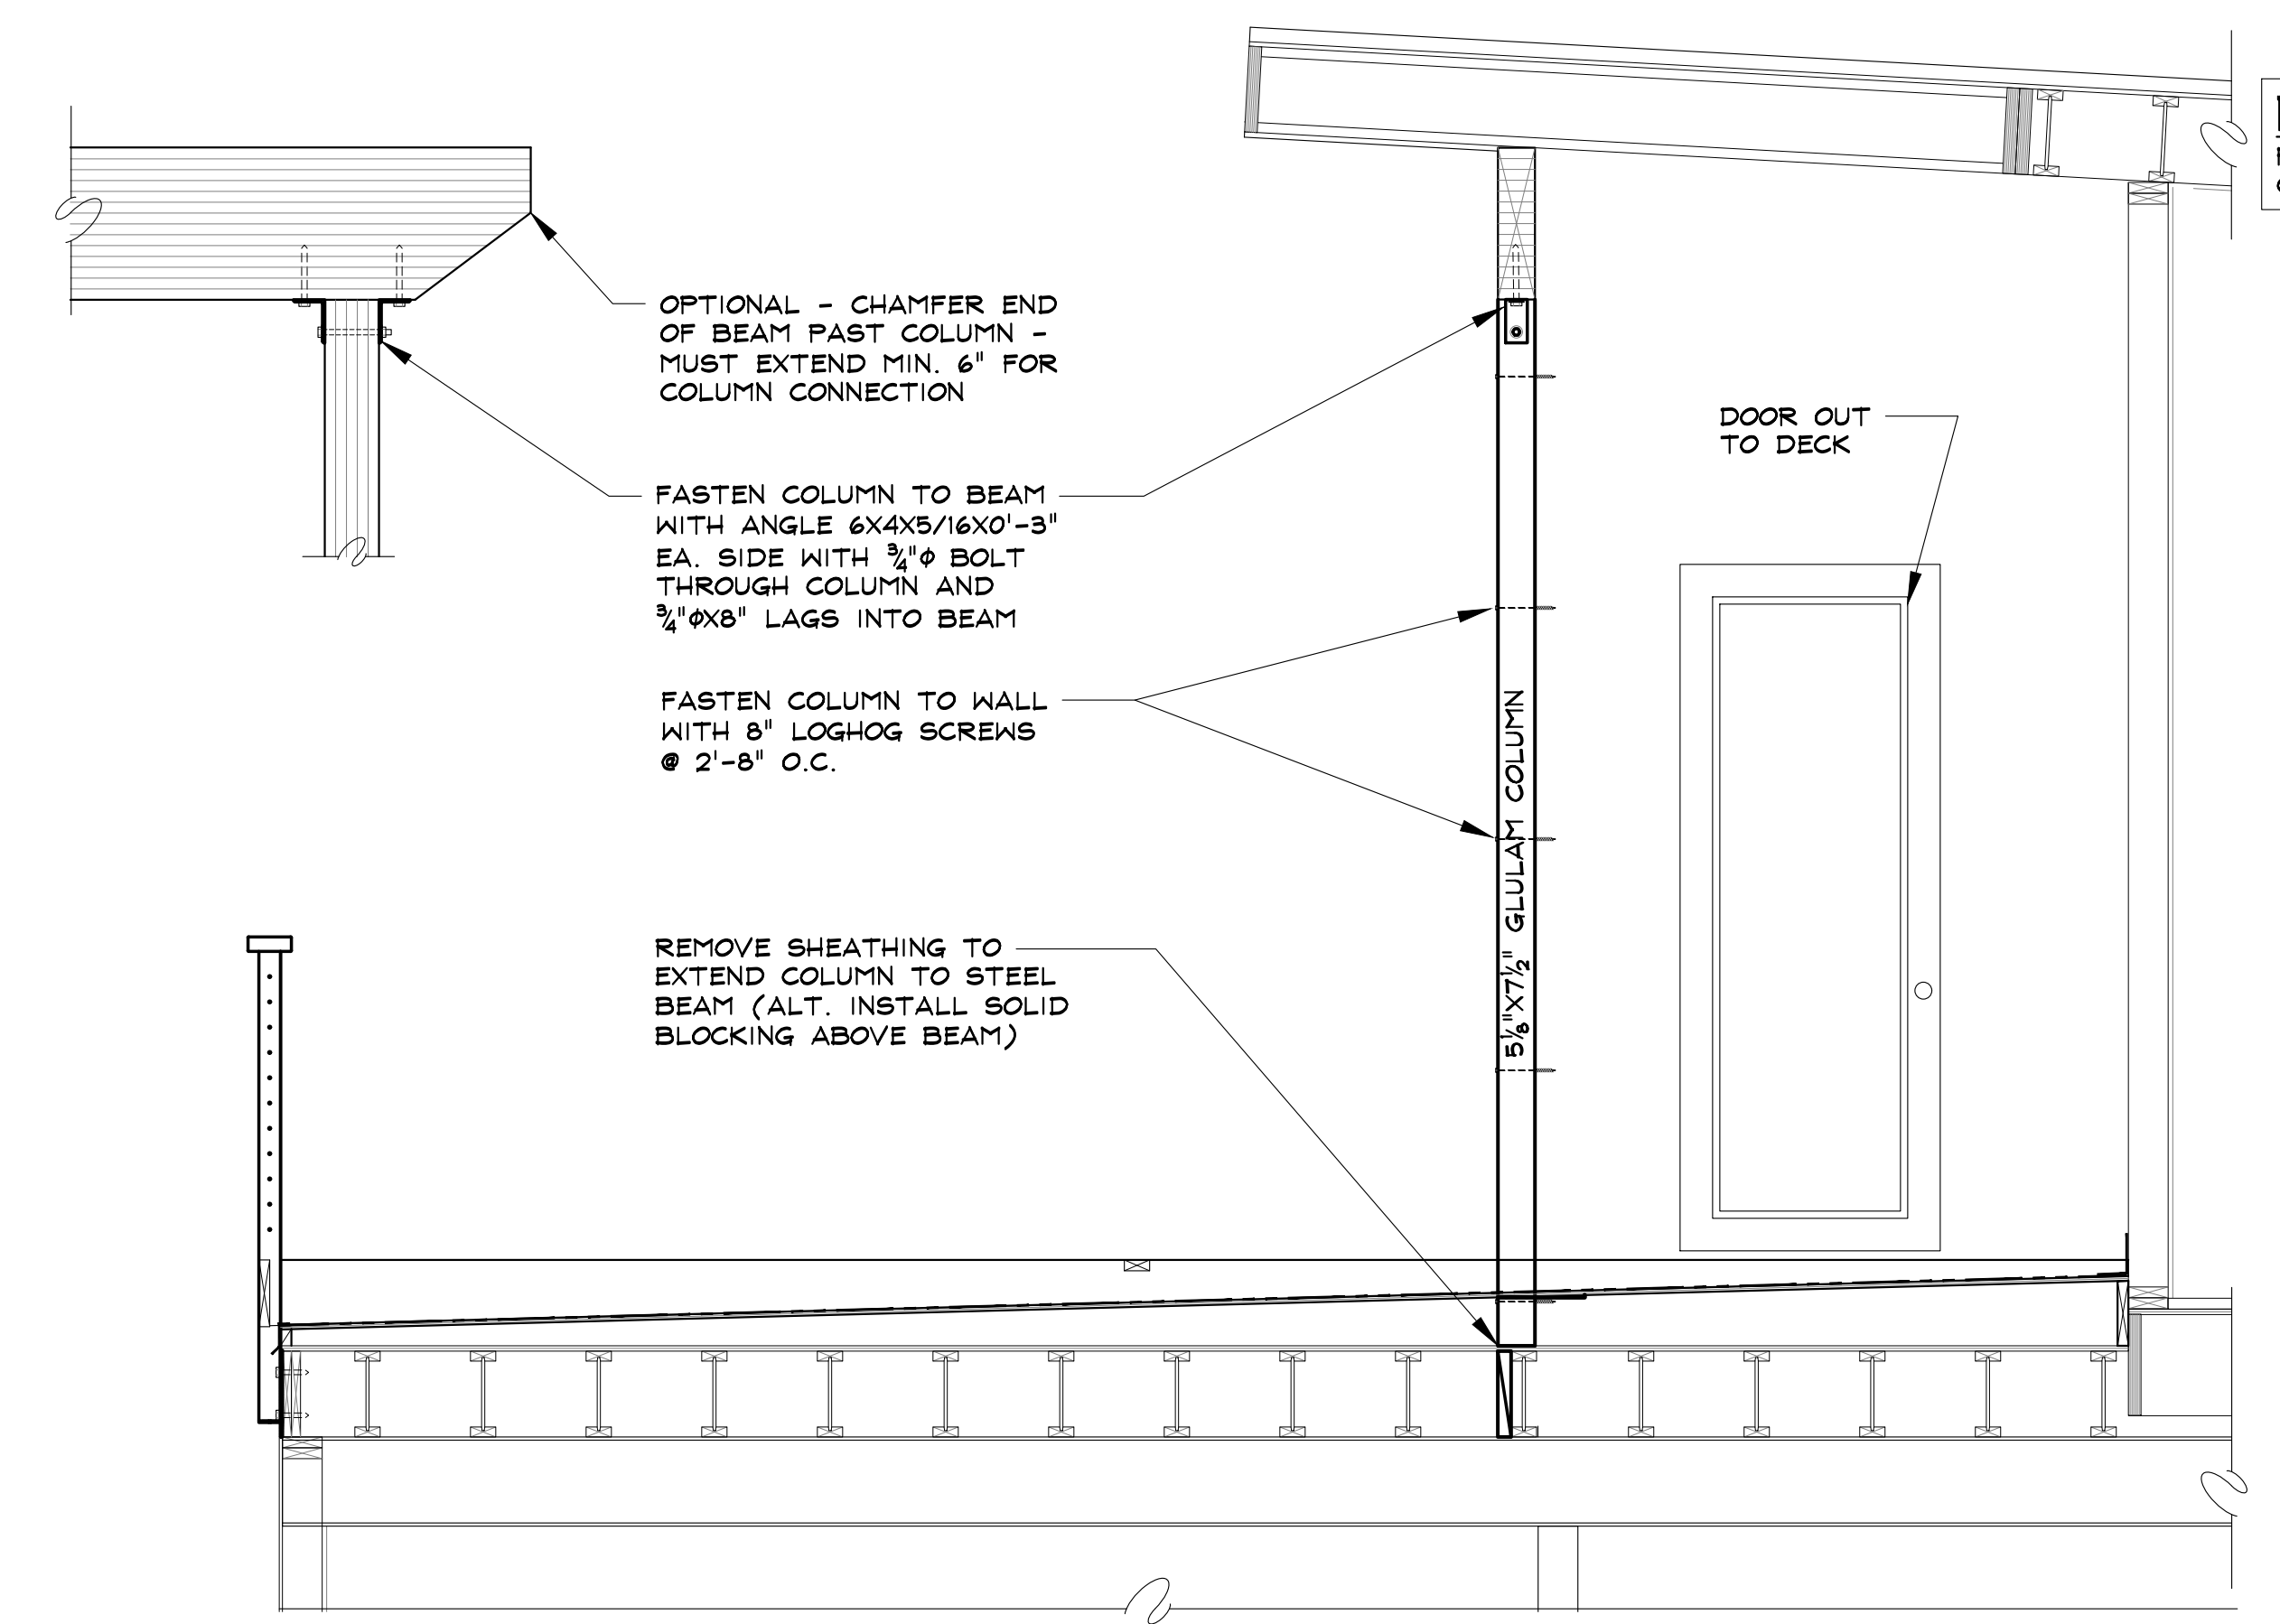 OPTIONAL - CHAMFER END
OF BEAM PAST COLUMN -
MUST EXTEND MIN. 6" FOR
COLUMN CONNECTION
FASTEN COLUMN TO BEAM
WITH ANGLE 6X4X5/16X0'-3"
EA. SIDE WITH ¾"ϕ BOLT
THROUGH COLUMN AND
¾"ϕX8" LAGS INTO BEAM
FASTEN COLUMN TO WALL
WITH 8" LOGHOG SCREWS
@ 2'-8" O.C.
REMOVE SHEATHING TO
EXTEND COLUMN TO STEEL
BEAM (ALT. INSTALL SOLID
BLOCKING ABOVE BEAM)
5⅛"X7½" GLULAM COLUMN
DOOR OUT
TO DECK